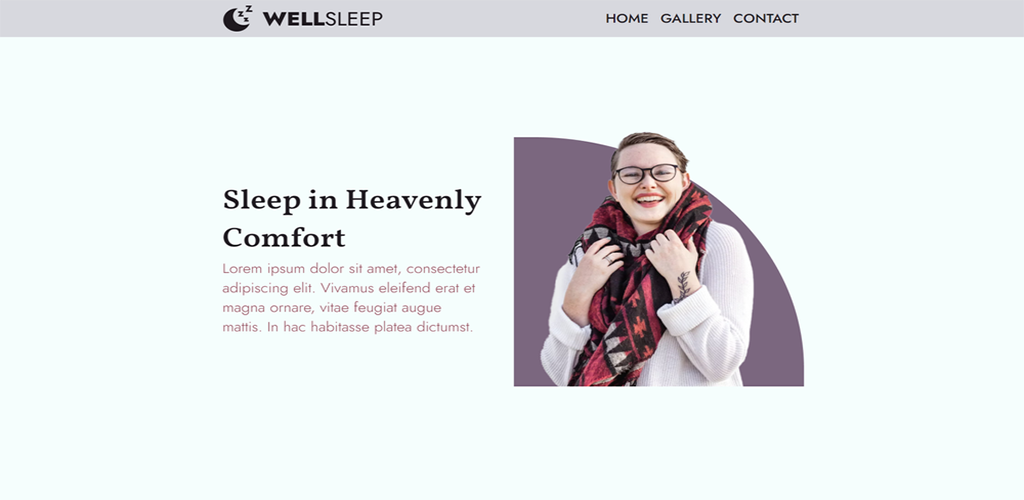 WELLSLEEP
HOME GALLERY CONTACT
Sleep in Heavenly
Comfort
Lorem ipsum dolor sit amet, consectetur
adipiscing elit. Vivamus eleifend erat et
magna ornare, vitae feugiat augue
mattis. In hac habitasse platea dictumst.